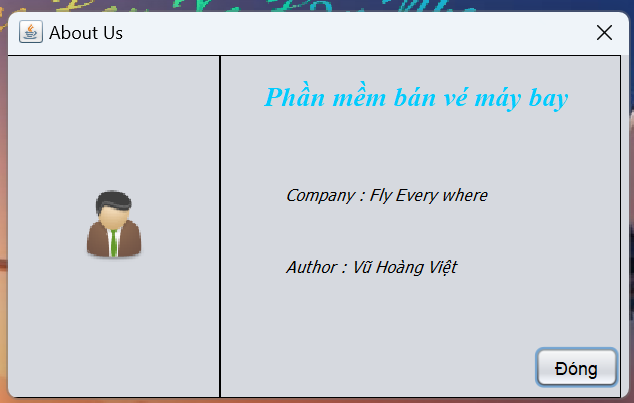 About Us
Phần mềm bán vé máy bay
Company : Fly Every where
Author : Vũ Hoàng Việt
Đóng